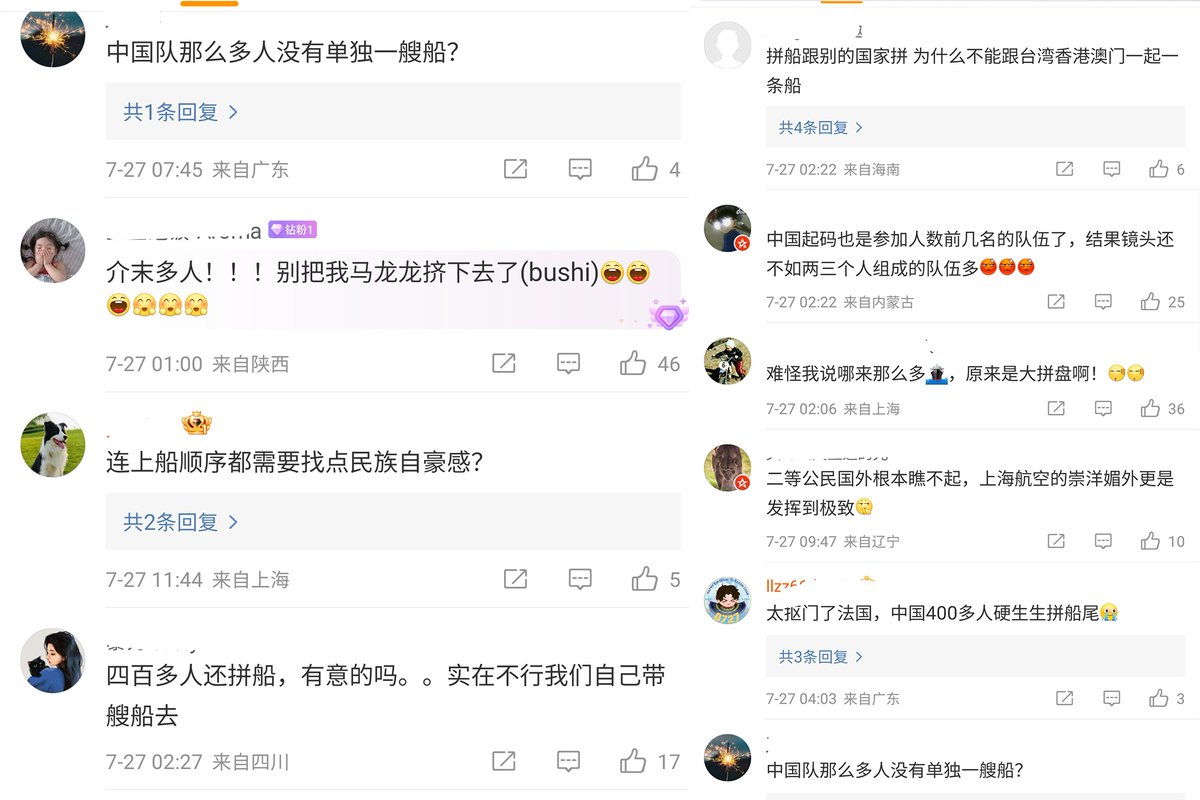 中国队那么多人没有单独一艘船?
共1条回复 >
7-27 07:45 来自广东
4
钻粉1
介末多人！！！别把我马龙龙挤下去了(bushi)😄😄
😄🤗🤗🤗
7-27 01:00 来自陕西
46
连上船顺序都需要找点民族自豪感?
共2条回复 >
7-27 11:44 来自上海
5
四百多人还拼船，有意的吗。。实在不行我们自己带
艘船去
7-27 02:27 来自四川
17
拼船跟别的国家拼 为什么不能跟台湾香港澳门一起一
条船
共4条回复 >
7-27 02:22 来自海南
6
中国起码也是参加人数前几名的队伍了，结果镜头还
不如两三个人组成的队伍多😡😡😡
7-27 02:22 来自内蒙古
25
难怪我说哪来那么多🚢，原来是大拼盘啊！😅😅
7-27 02:06 来自上海
36
二等公民国外根本瞧不起，上海航空的崇洋媚外更是
发挥到极致🤔
7-27 09:47 来自辽宁
10
太抠门了法国，中国400多人硬生生拼船尾😭
共3条回复 >
7-27 04:03 来自广东
3
中国队那么多人没有单独一艘船?